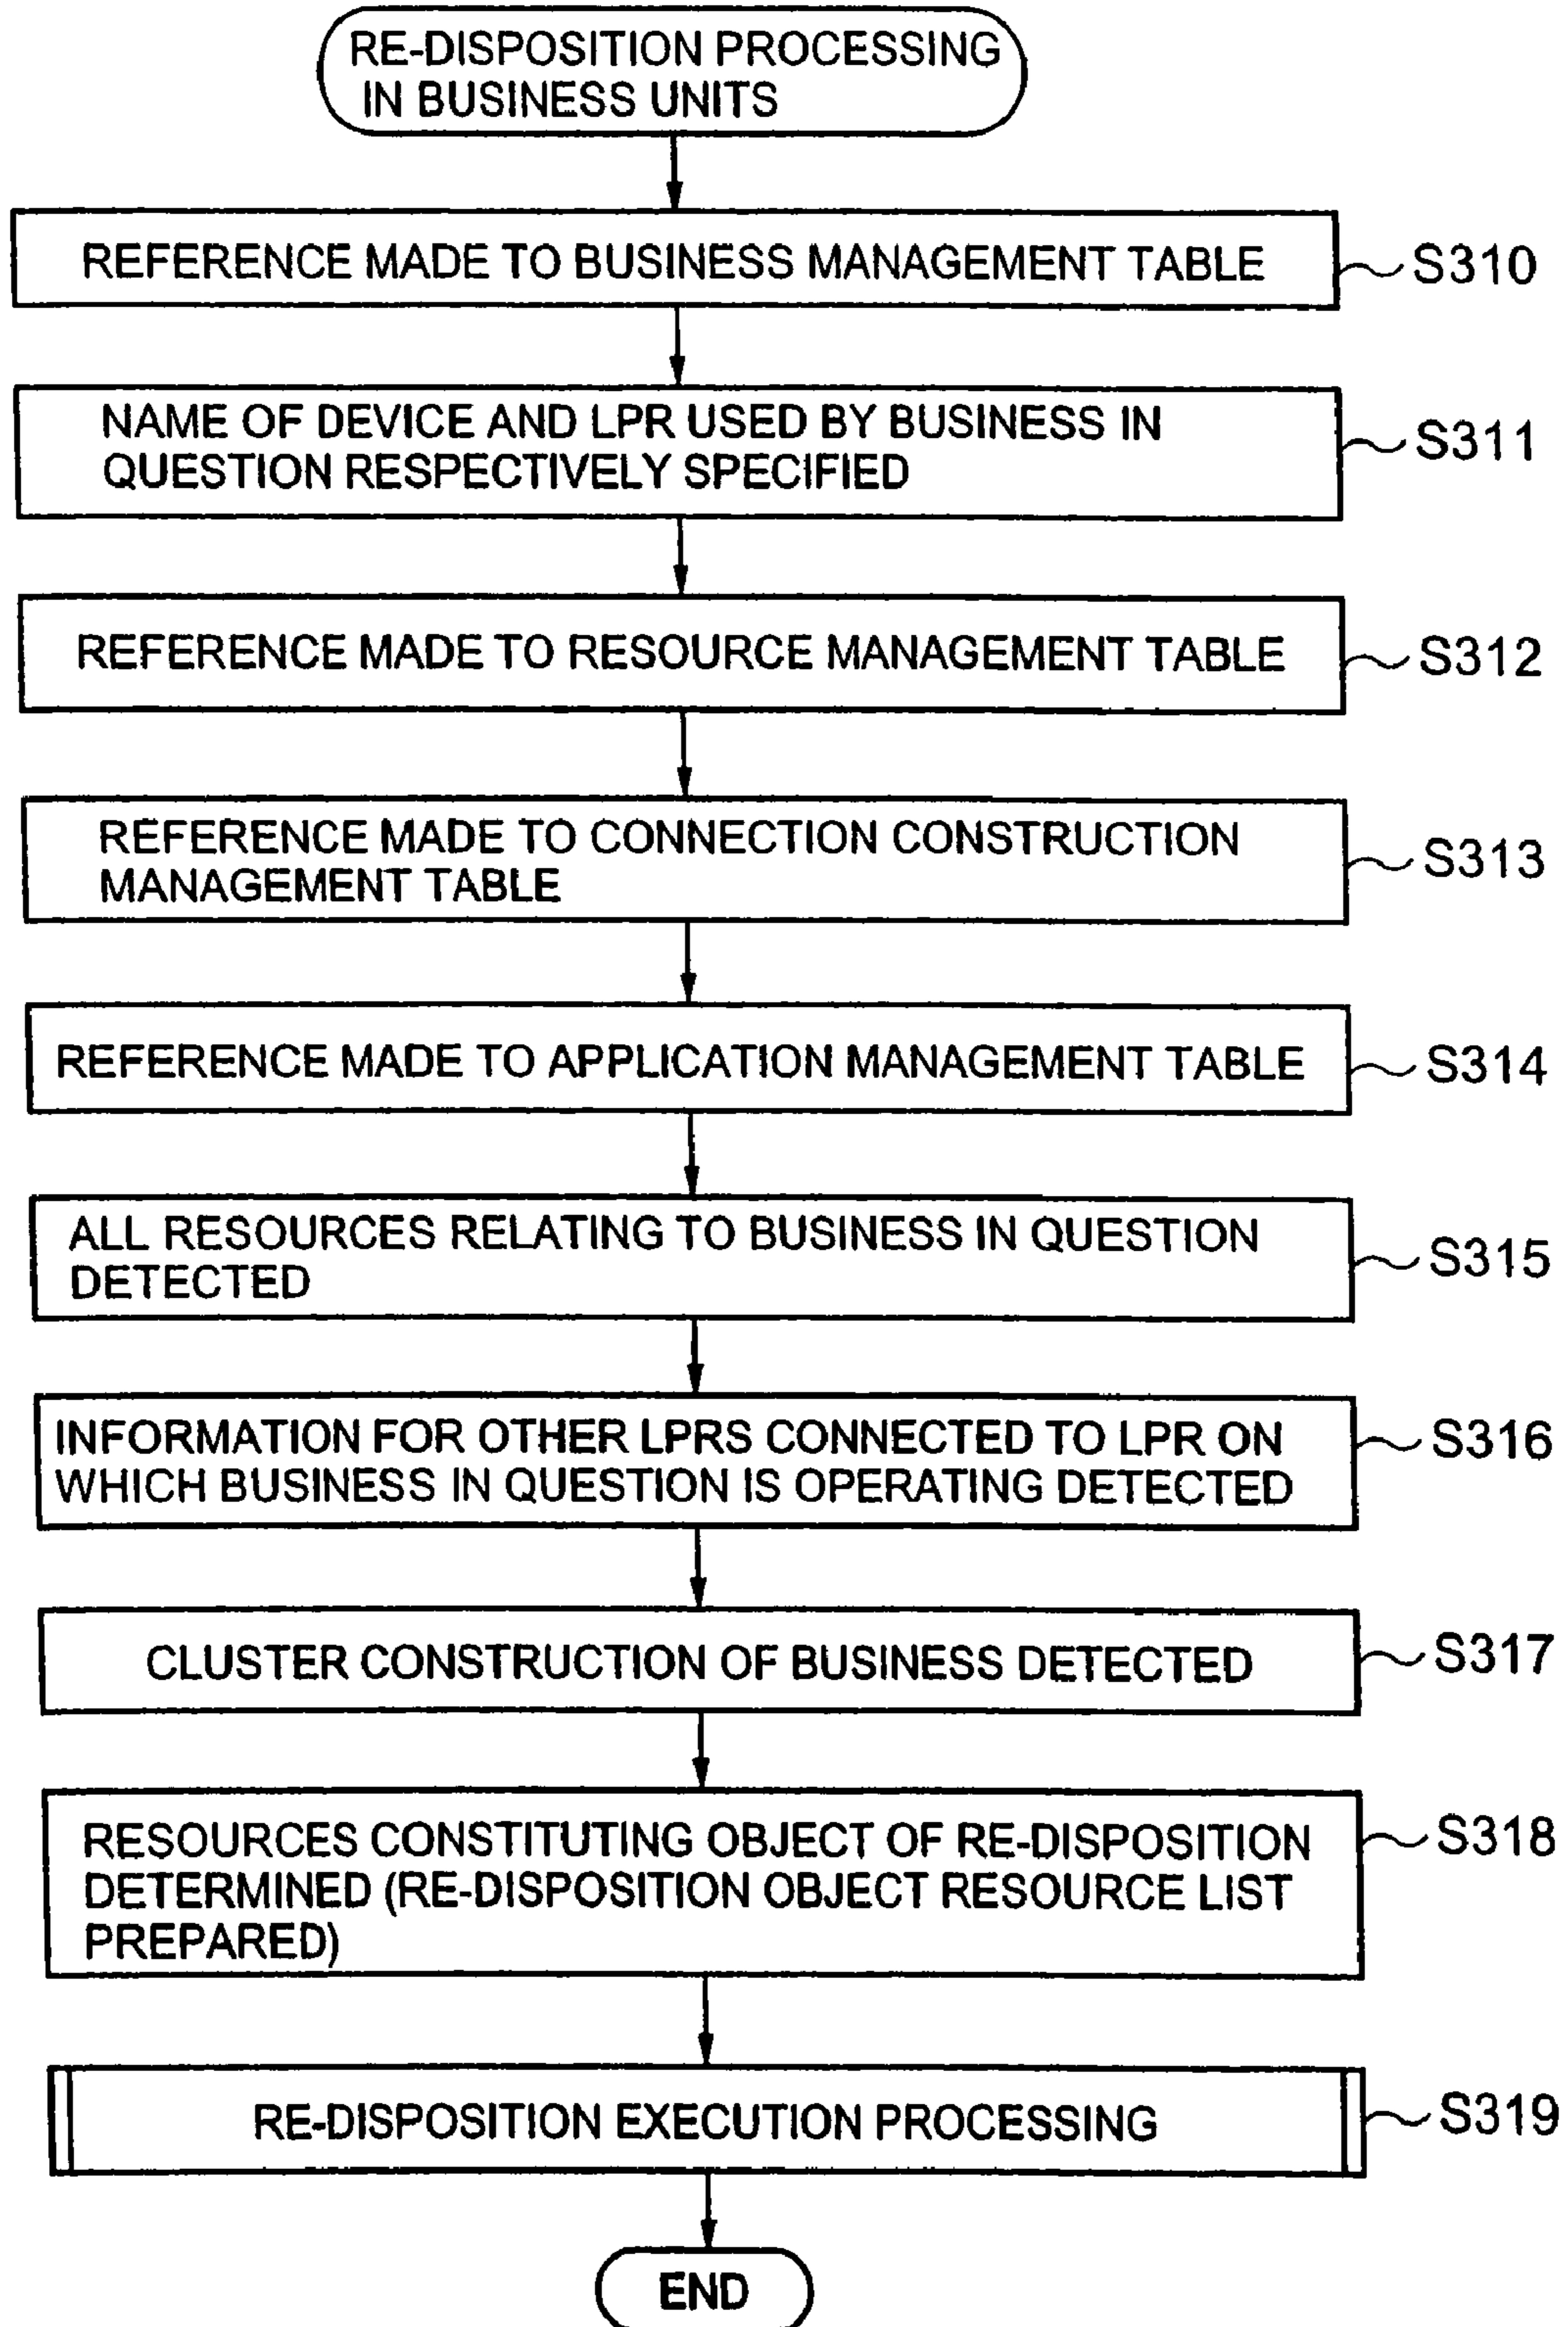 RE-DISPOSITION PROCESSING
IN BUSINESS UNITS
REFERENCE MADE TO BUSINESS MANAGEMENT TABLE
S310
NAME OF DEVICE AND LPR USED BY BUSINESS IN
QUESTION RESPECTIVELY SPECIFIED
S311
REFERENCE MADE TO RESOURCE MANAGEMENT TABLE
S312
REFERENCE MADE TO CONNECTION CONSTRUCTION
MANAGEMENT TABLE
S313
REFERENCE MADE TO APPLICATION MANAGEMENT TABLE
S314
ALL RESOURCES RELATING TO BUSINESS IN QUESTION
DETECTED
S315
INFORMATION FOR OTHER LPRS CONNECTED TO LPR ON
WHICH BUSINESS IN QUESTION IS OPERATING DETECTED
S316
CLUSTER CONSTRUCTION OF BUSINESS DETECTED
S317
RESOURCES CONSTITUTING OBJECT OF RE-DISPOSITION
DETERMINED (RE-DISPOSITION OBJECT RESOURCE LIST
PREPARED)
S318
RE-DISPOSITION EXECUTION PROCESSING
S319
END